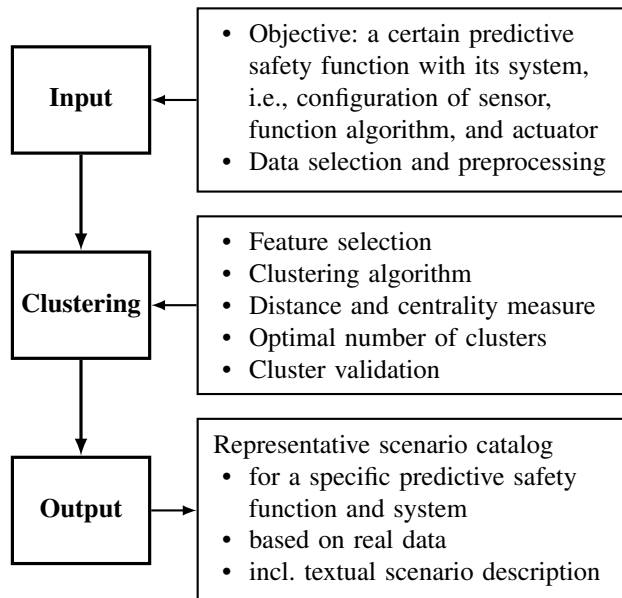 Input
• Objective: a certain predictive
safety function with its system,
i.e., configuration of sensor,
function algorithm, and actuator
• Data selection and preprocessing
Clustering
• Feature selection
• Clustering algorithm
• Distance and centrality measure
• Optimal number of clusters
• Cluster validation
Output
Representative scenario catalog
• for a specific predictive safety
function and system
• based on real data
• incl. textual scenario description